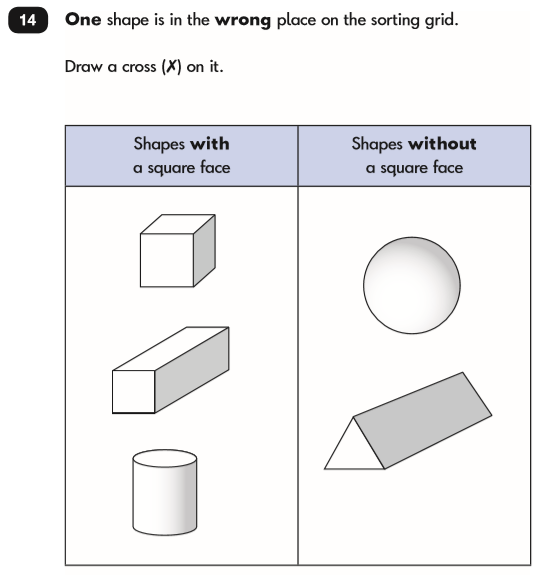 14 One shape is in the wrong place on the sorting grid.
Draw a cross (✗) on it.
Shapes with
a square face
Shapes without
a square face